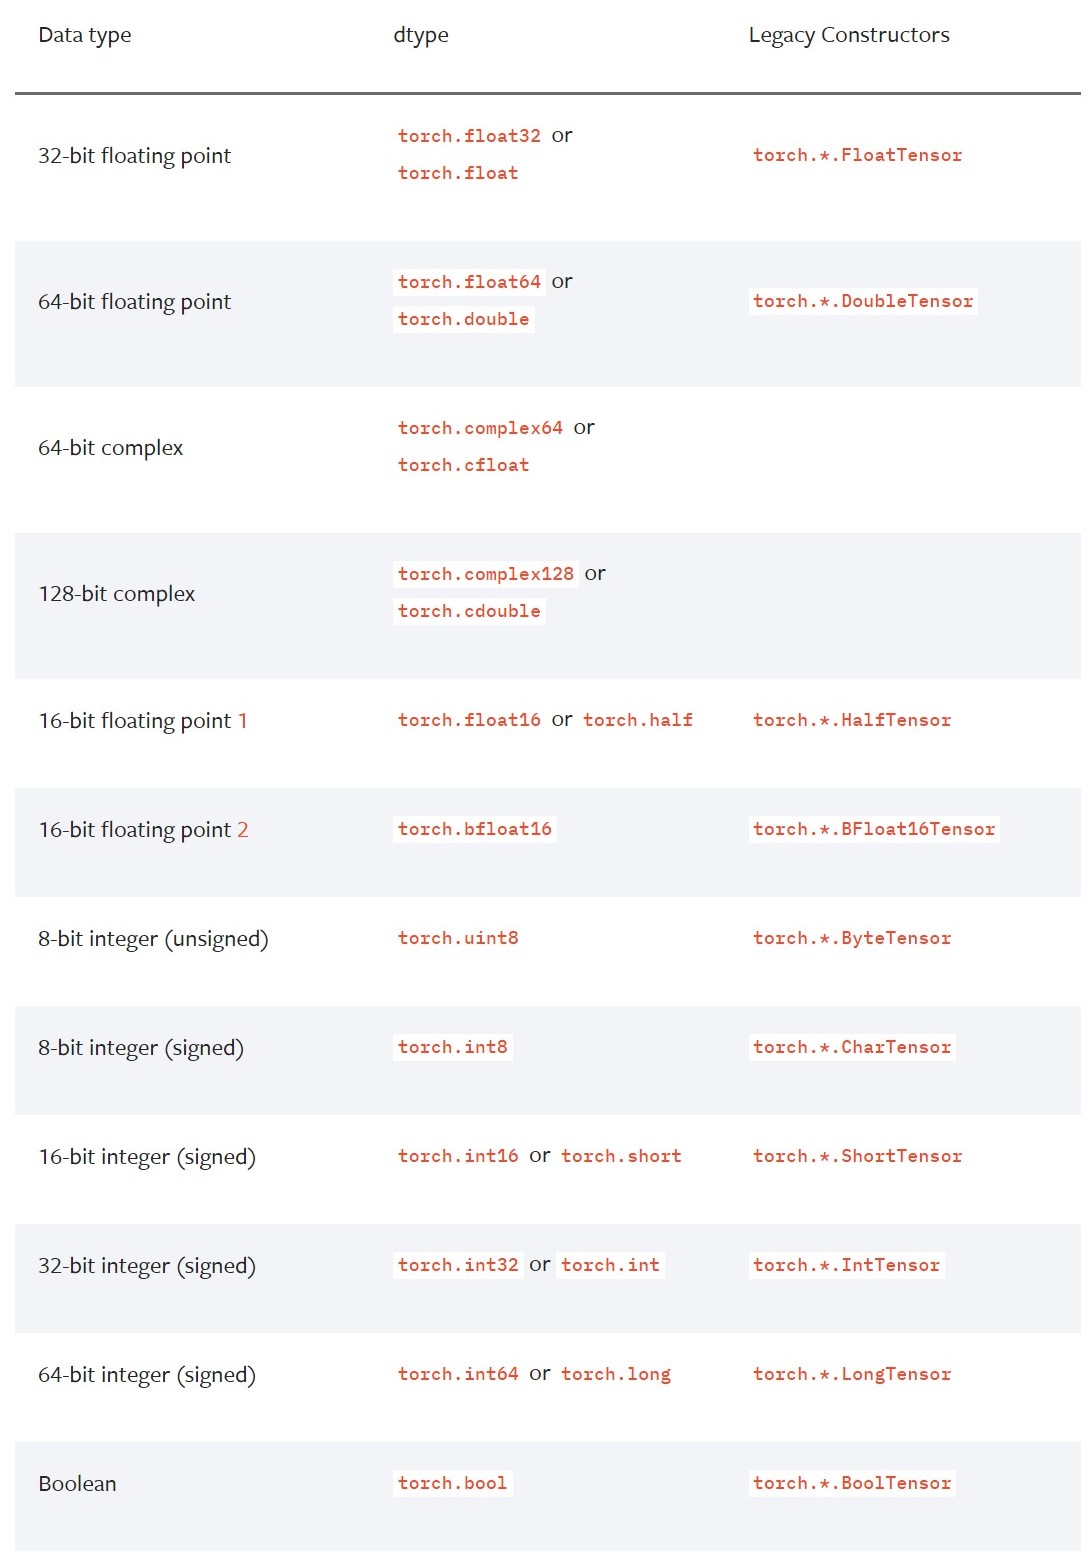 Data type dtype Legacy Constructors
32-bit floating point torch.float32 or torch.float torch.*.FloatTensor
64-bit floating point torch.float64 or torch.double torch.*.DoubleTensor
64-bit complex torch.complex64 or torch.cfloat
128-bit complex torch.complex128 or torch.cdouble
16-bit floating point 1 torch.float16 or torch.half torch.*.HalfTensor
16-bit floating point 2 torch.bfloat16 torch.*.BFloat16Tensor
8-bit integer (unsigned) torch.uint8 torch.*.ByteTensor
8-bit integer (signed) torch.int8 torch.*.CharTensor
16-bit integer (signed) torch.int16 or torch.short torch.*.ShortTensor
32-bit integer (signed) torch.int32 or torch.int torch.*.IntTensor
64-bit integer (signed) torch.int64 or torch.long torch.*.LongTensor
Boolean torch.bool torch.*.BoolTensor